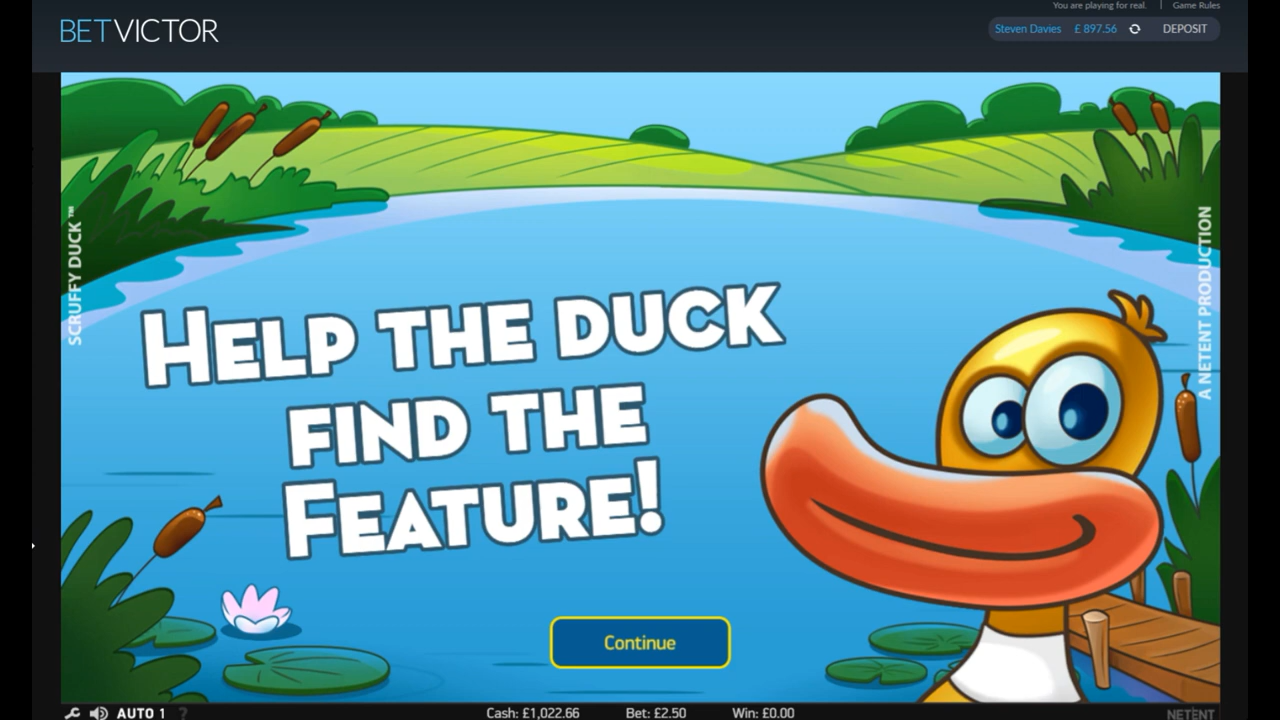 You are playing for real. | Game Rules
BETVICTOR
Steven Davies £ 897.56 DEPOSIT
SCRUFFY DUCK™
A NETENT PRODUCTION
HELP THE DUCK
FIND THE
FEATURE!
Continue
AUTO 1 ? Cash: £1,022.66 Bet: £2.50 Win: £0.00 NETENT